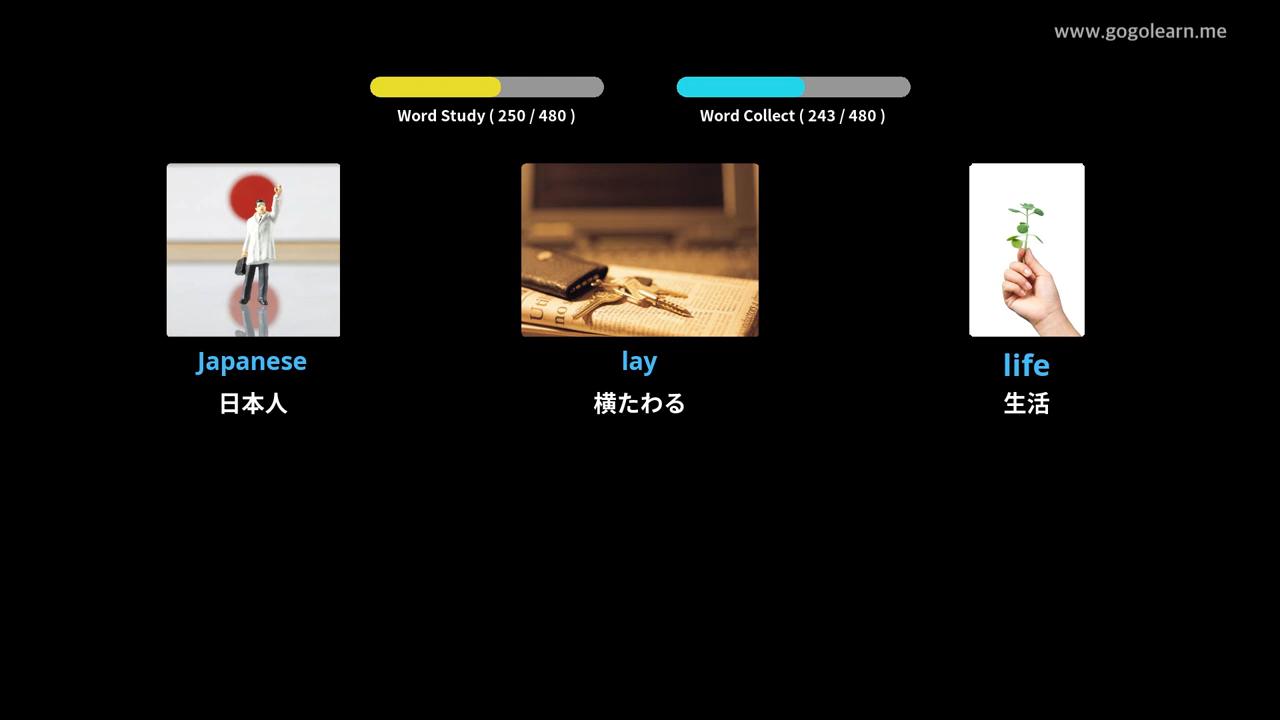 www.gogolearn.me
Word Study ( 250 / 480 )
Word Collect ( 243 / 480 )
Japanese
lay
life
日本人
横たわる
生活